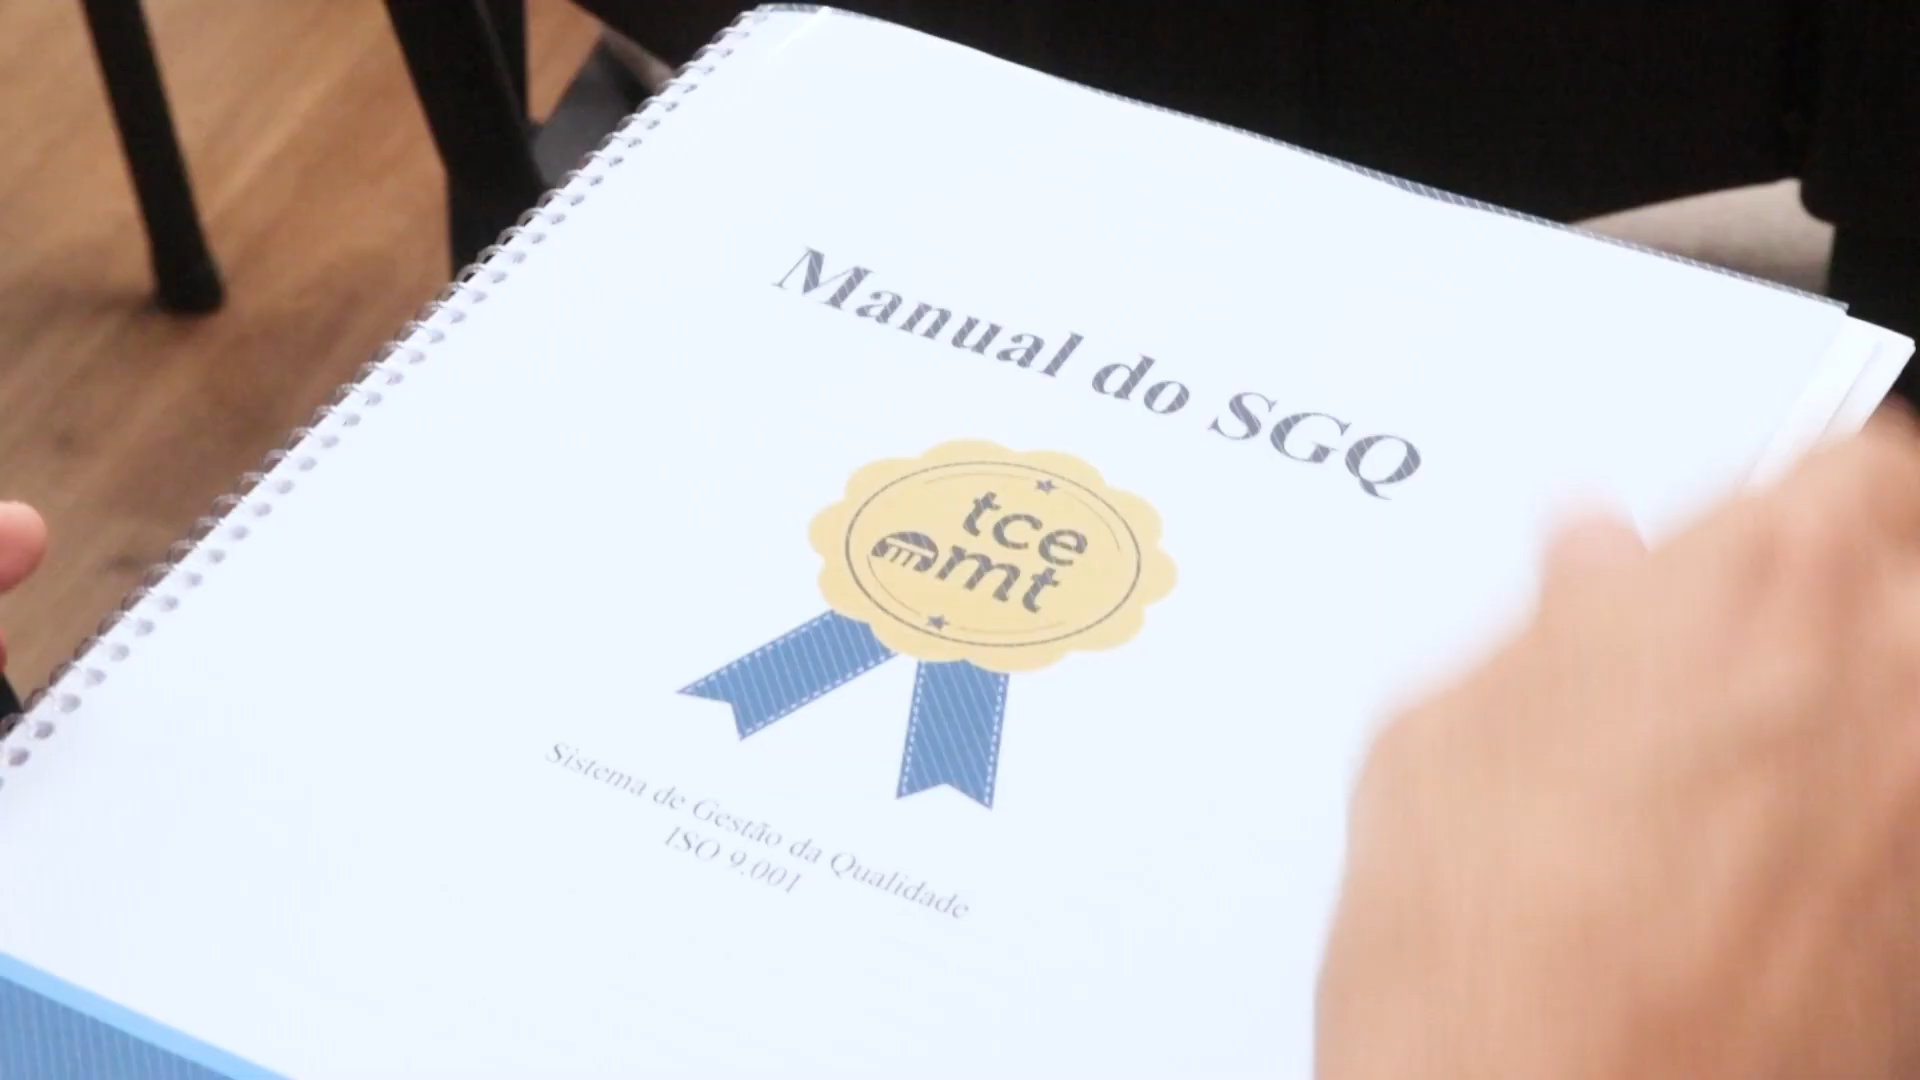 Manual do SGQ
tce
mt
Sistema de Gestão da Qualidade
ISO 9.001